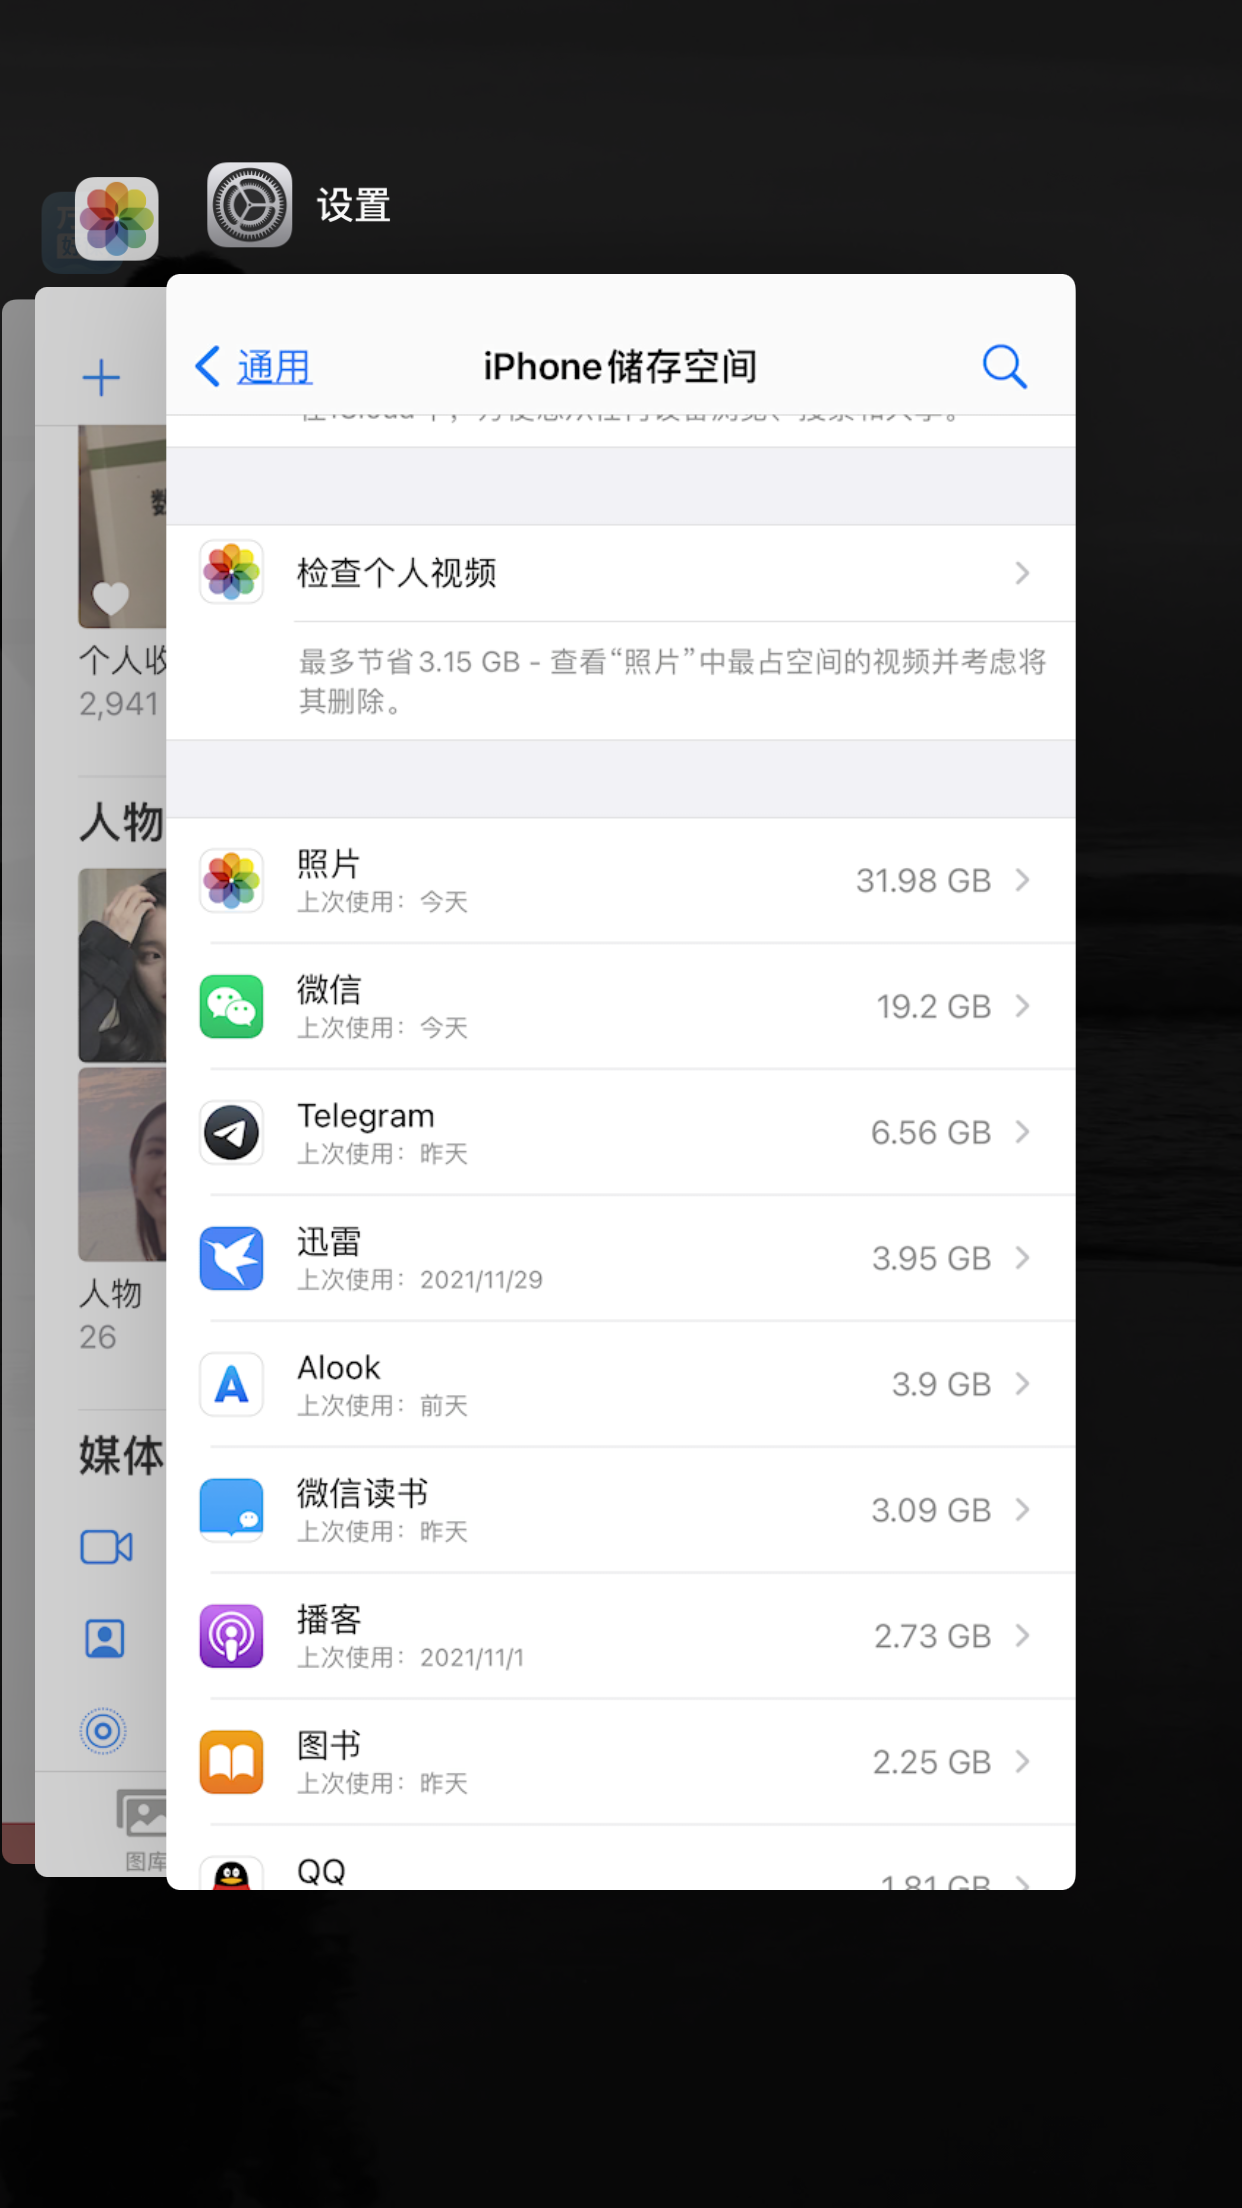 设置
通用
iPhone储存空间
检查个人视频
最多节省3.15 GB - 查看“照片”中最占空间的视频并考虑将
其删除。
照片
上次使用：今天
31.98 GB
微信
上次使用：今天
19.2 GB
Telegram
上次使用：昨天
6.56 GB
迅雷
上次使用：2021/11/29
3.95 GB
Alook
上次使用：前天
3.9 GB
微信读书
上次使用：昨天
3.09 GB
播客
上次使用：2021/11/1
2.73 GB
图书
上次使用：昨天
2.25 GB
QQ
1.81 GB
个人收
2,941
人物
人物
26
媒体
图库